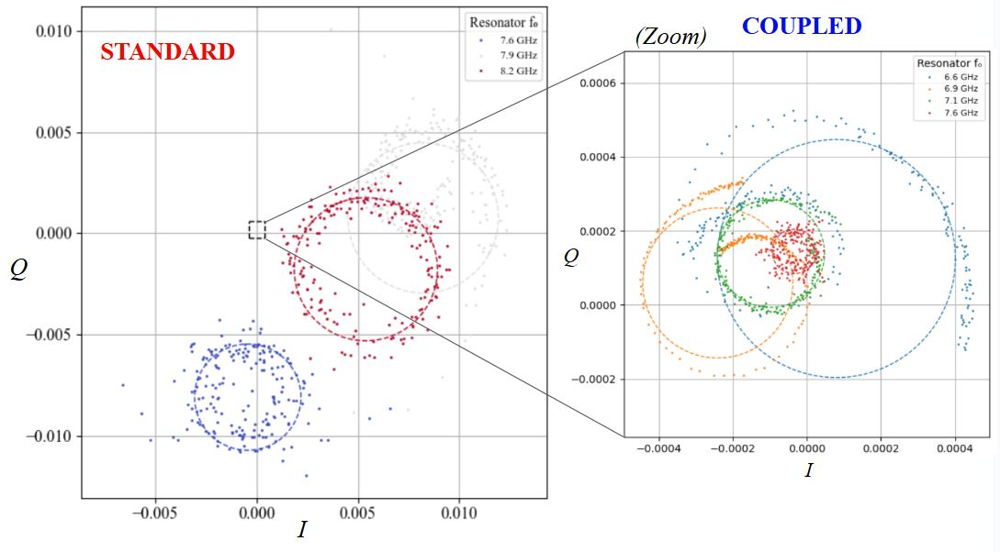 STANDARD
Resonator f₀
7.6 GHz
7.9 GHz
8.2 GHz
0.010
0.005
0.000
−0.005
−0.010
Q
−0.005
0.000
0.005
0.010
I
(Zoom)
COUPLED
Resonator f₀
6.6 GHz
6.9 GHz
7.1 GHz
7.6 GHz
0.0006
0.0004
0.0002
0.0000
−0.0002
Q
−0.0004
−0.0002
0.0000
0.0002
0.0004
I